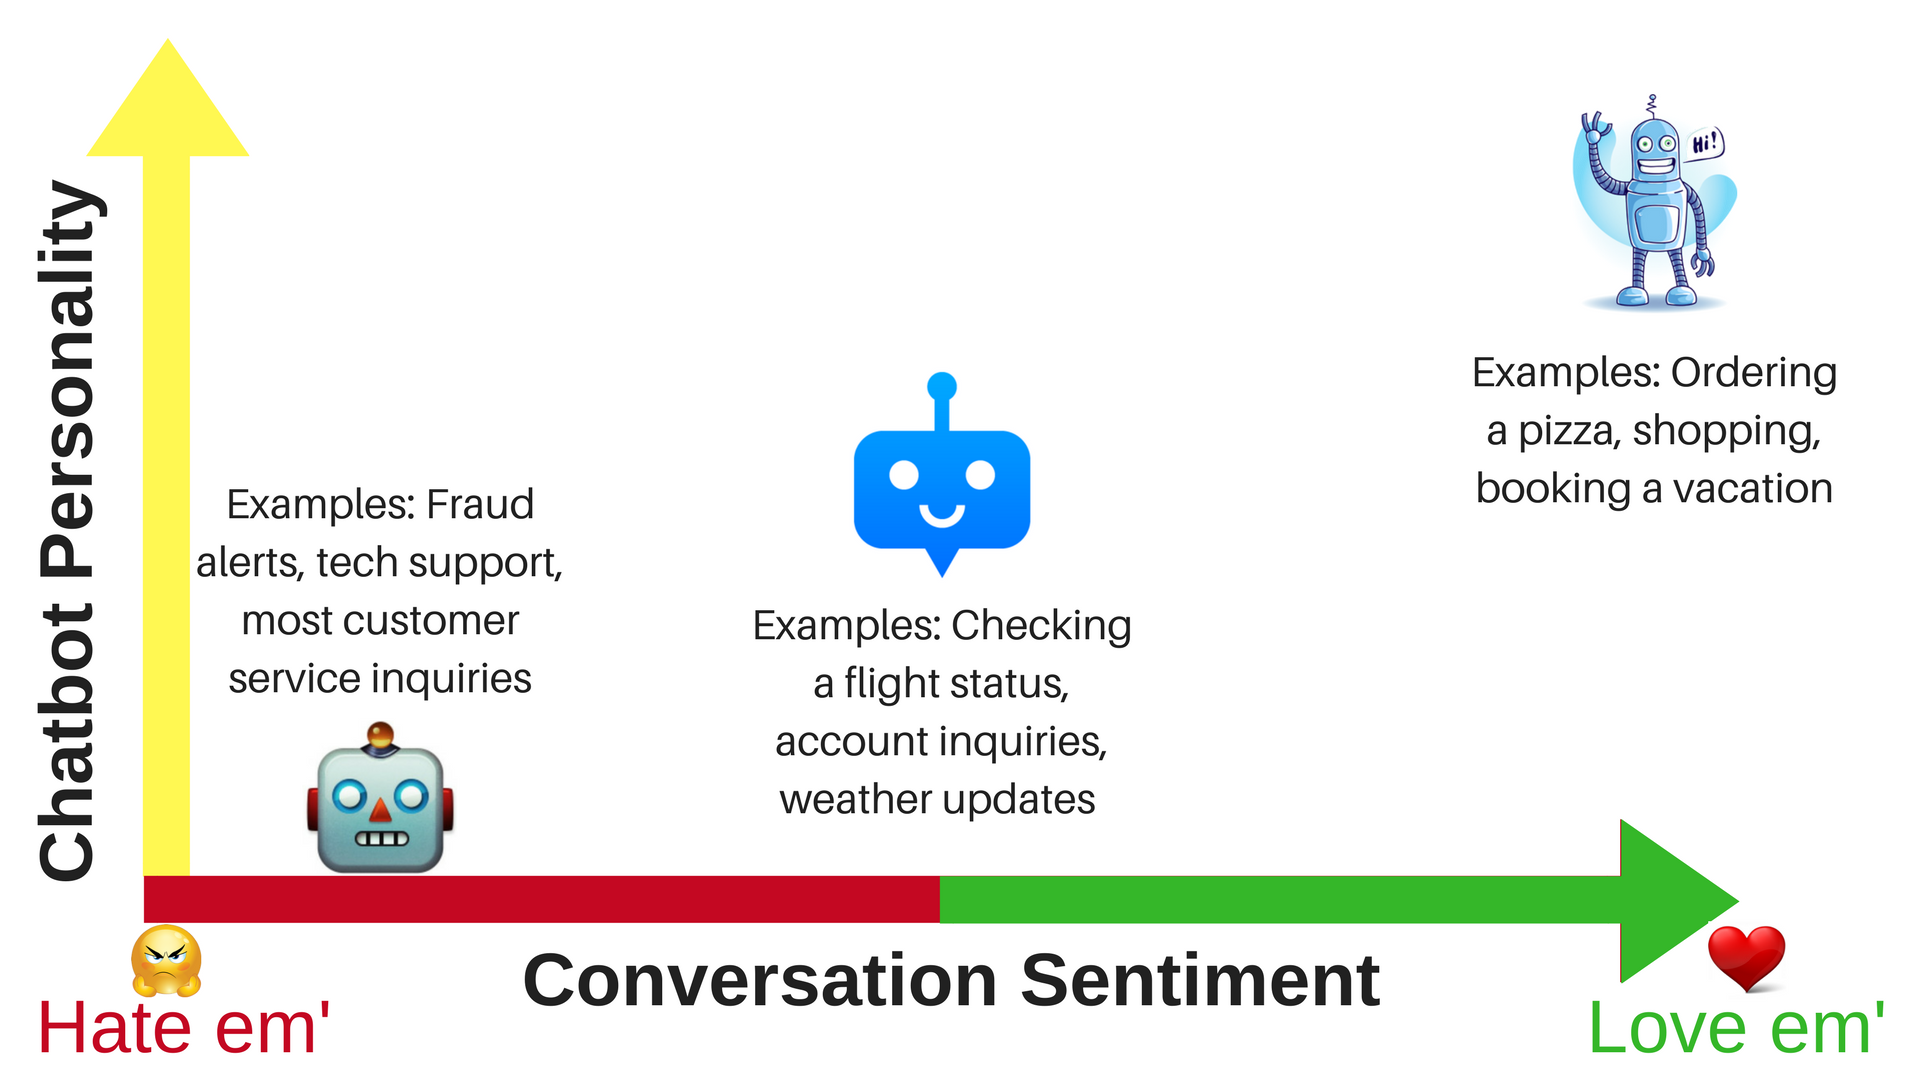 Chatbot Personality
Hi!
Examples: Ordering
a pizza, shopping,
booking a vacation
Examples: Fraud
alerts, tech support,
most customer
service inquiries
Examples: Checking
a flight status,
account inquiries,
weather updates
Conversation Sentiment
Hate em'
Love em'